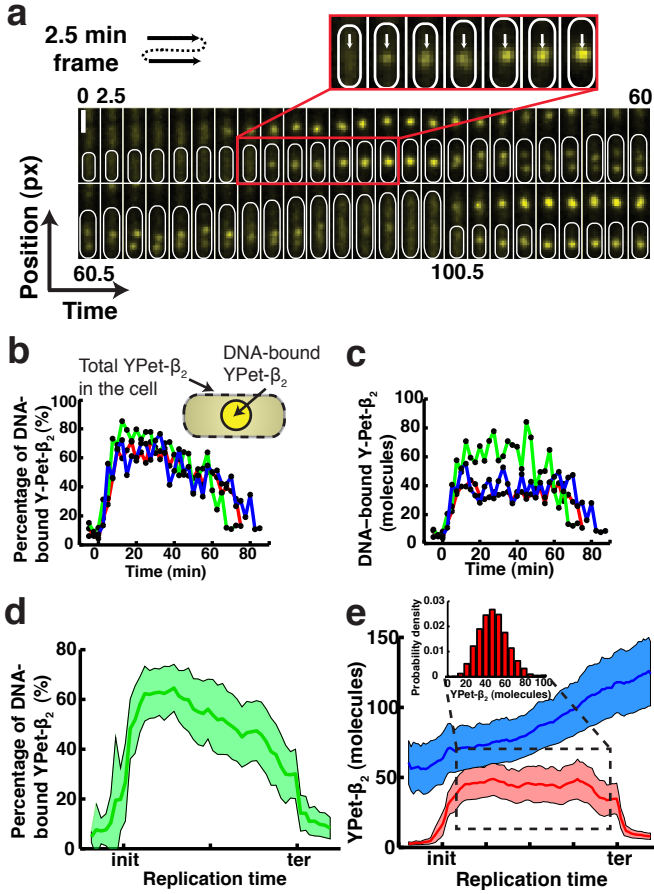 a
2.5 min
frame
0 2.5
60
Position (px)
Time
60.5
100.5
b
Total YPet-β2
in the cell
DNA-bound
YPet-β2
Percentage of DNA-
bound Y-Pet-β2 (%)
100
80
60
40
20
0
0 20 40 60 80
Time (min)
c
DNA–bound Y-Pet-β2
(molecules)
100
80
60
40
20
0
0 20 40 60 80
Time (min)
d
Percentage of DNA-
bound YPet-β2 (%)
80
60
40
20
0
init ter
Replication time
e
YPet-β2 (molecules)
150
100
50
0
Probability density
0.03
0.02
0.01
0
0 20 40 60 80 100
YPet-β2 (molecules)
init ter
Replication time